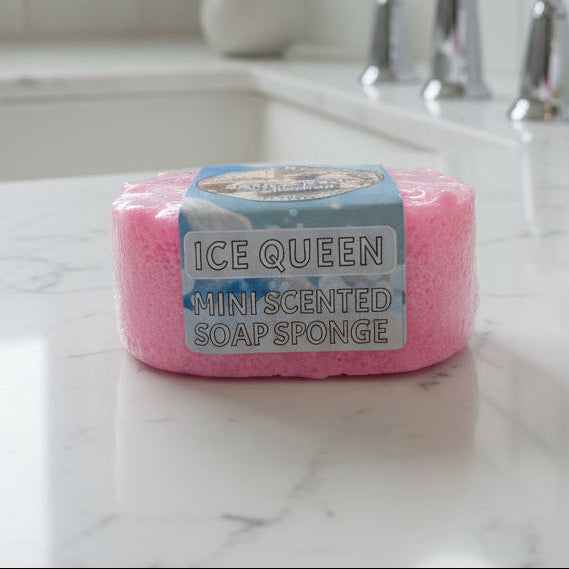 ICE QUEEN
MINI SCENTED
SOAP SPONGE